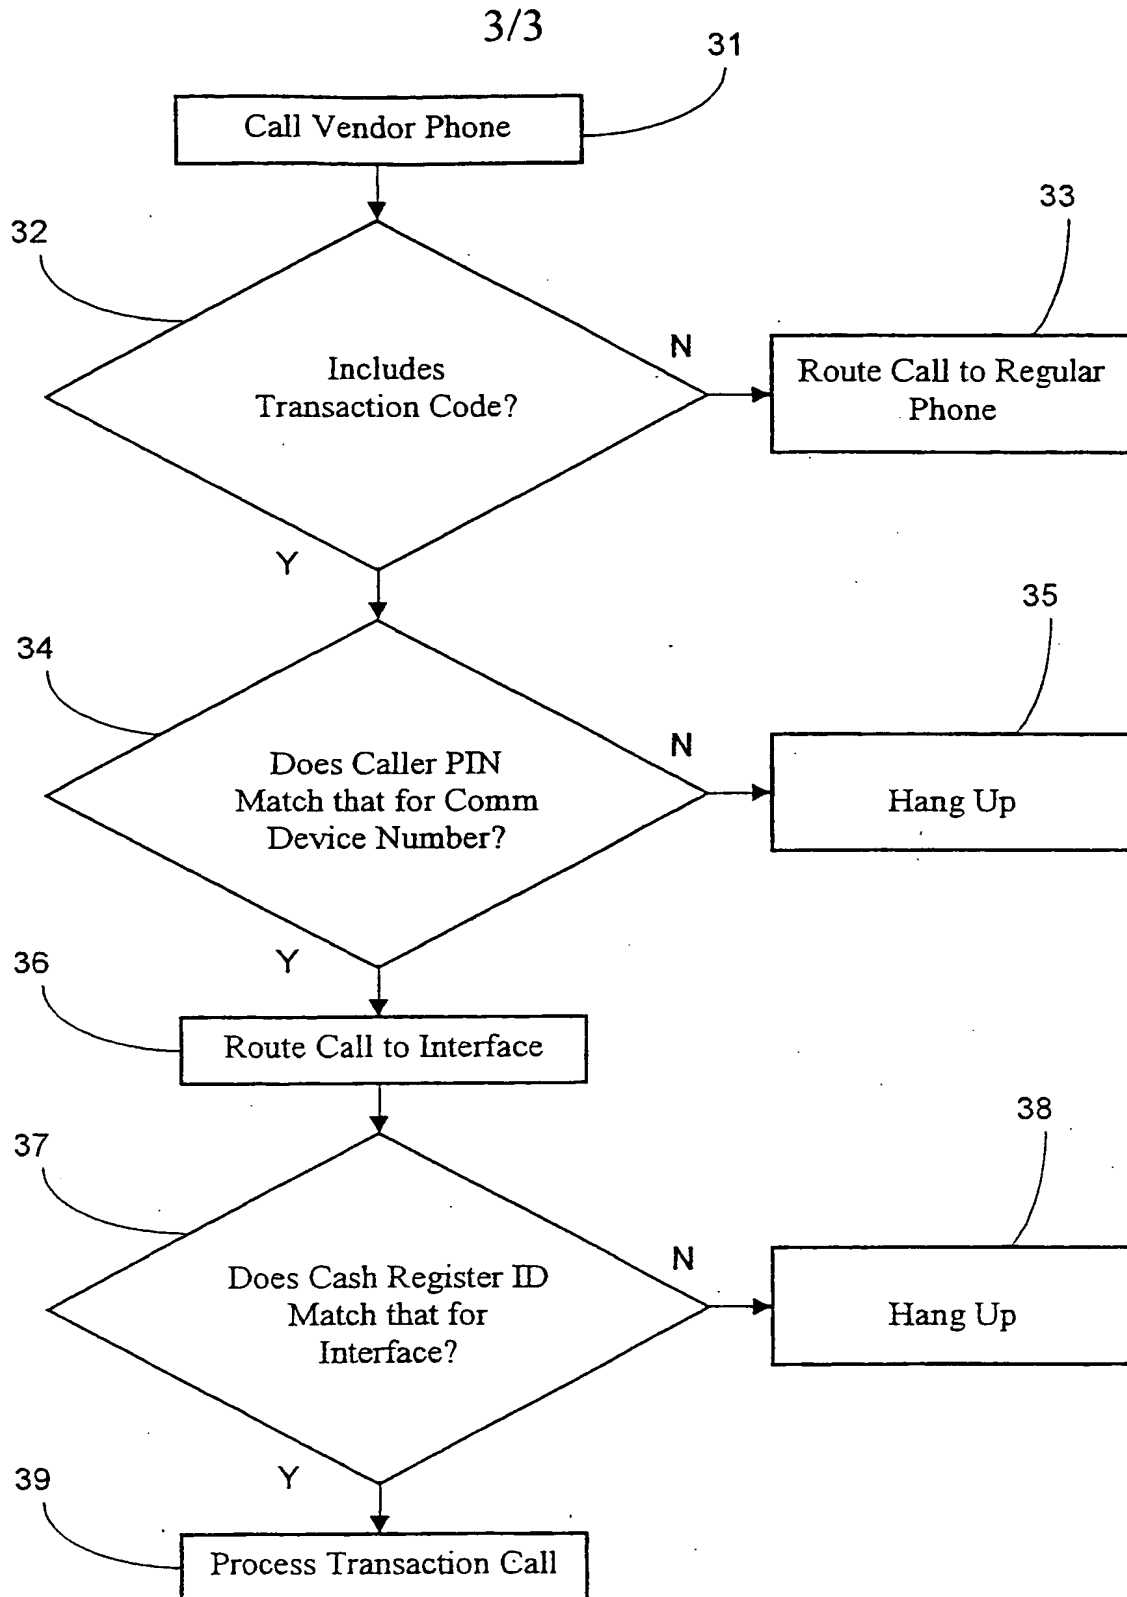 3/3
31
Call Vendor Phone
32
33
Includes
Transaction Code?
N
Route Call to Regular
Phone
Y
34
35
Does Caller PIN
Match that for Comm
Device Number?
N
Hang Up
Y
36
Route Call to Interface
37
38
Does Cash Register ID
Match that for
Interface?
N
Hang Up
Y
39
Process Transaction Call